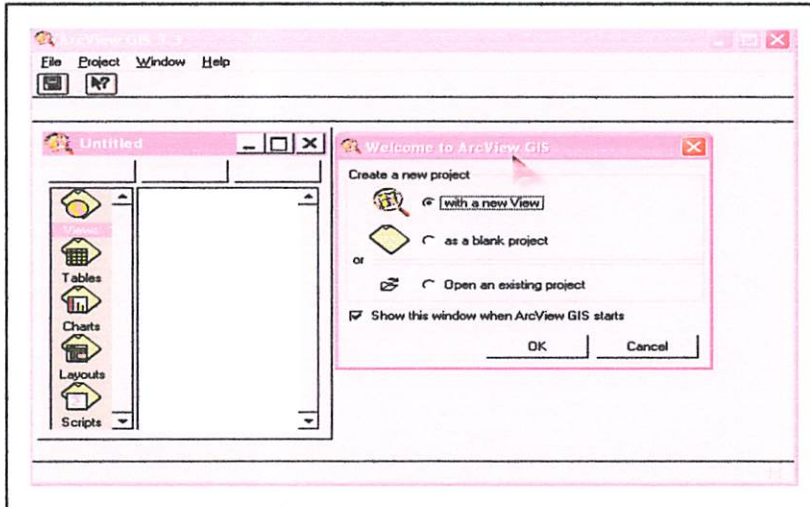 ArcView GIS 3.3
File Project Window Help
Untitled
Views
Tables
Charts
Layouts
Scripts
Welcome to ArcView GIS
Create a new project
with a new View
as a blank project
or
Open an existing project
Show this window when ArcView GIS starts
OK Cancel